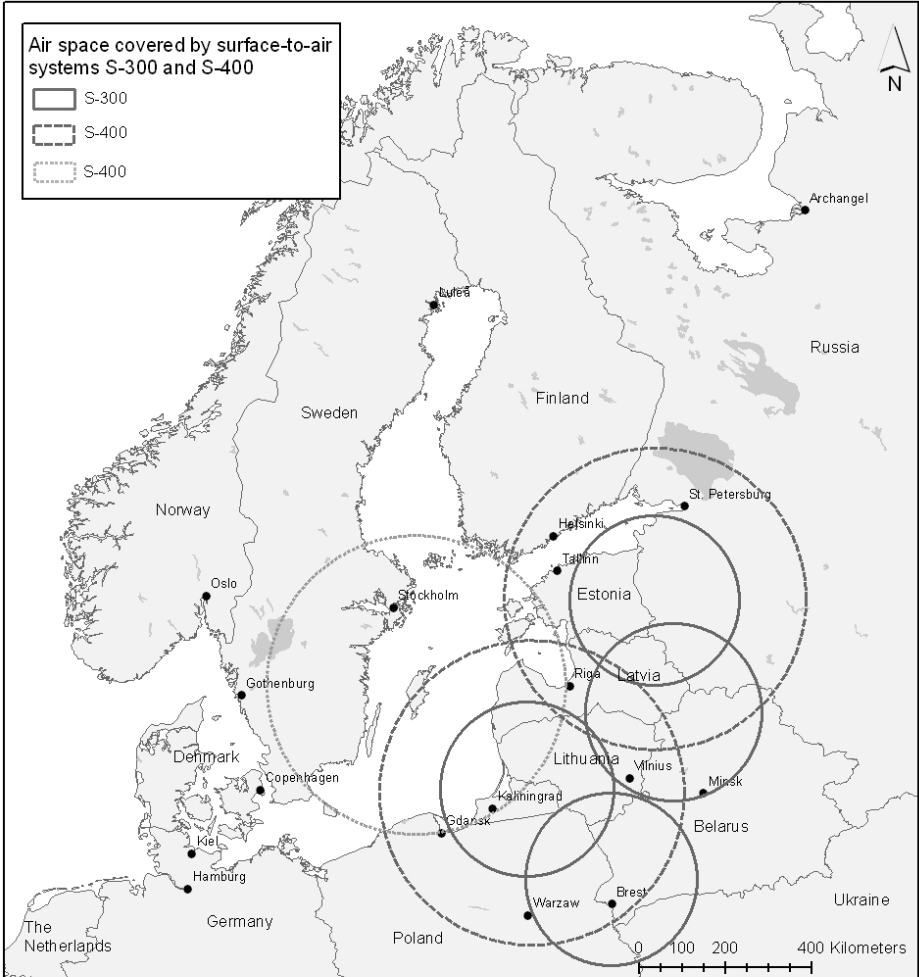 Air space covered by surface-to-air
systems S-300 and S-400
S-300
S-400
S-400
N
Archangel
Luleå
Russia
Finland
Sweden
St. Petersburg
Norway
Helsinki
Tallinn
Oslo
Stockholm
Estonia
Gothenburg
Riga
Latvia
Denmark
Lithuania
Vilnius
Copenhagen
Minsk
Kaliningrad
Gdansk
Belarus
Kiel
Hamburg
Brest
Warzaw
Ukraine
Germany
The
Netherlands
Poland
0 100 200 400 Kilometers